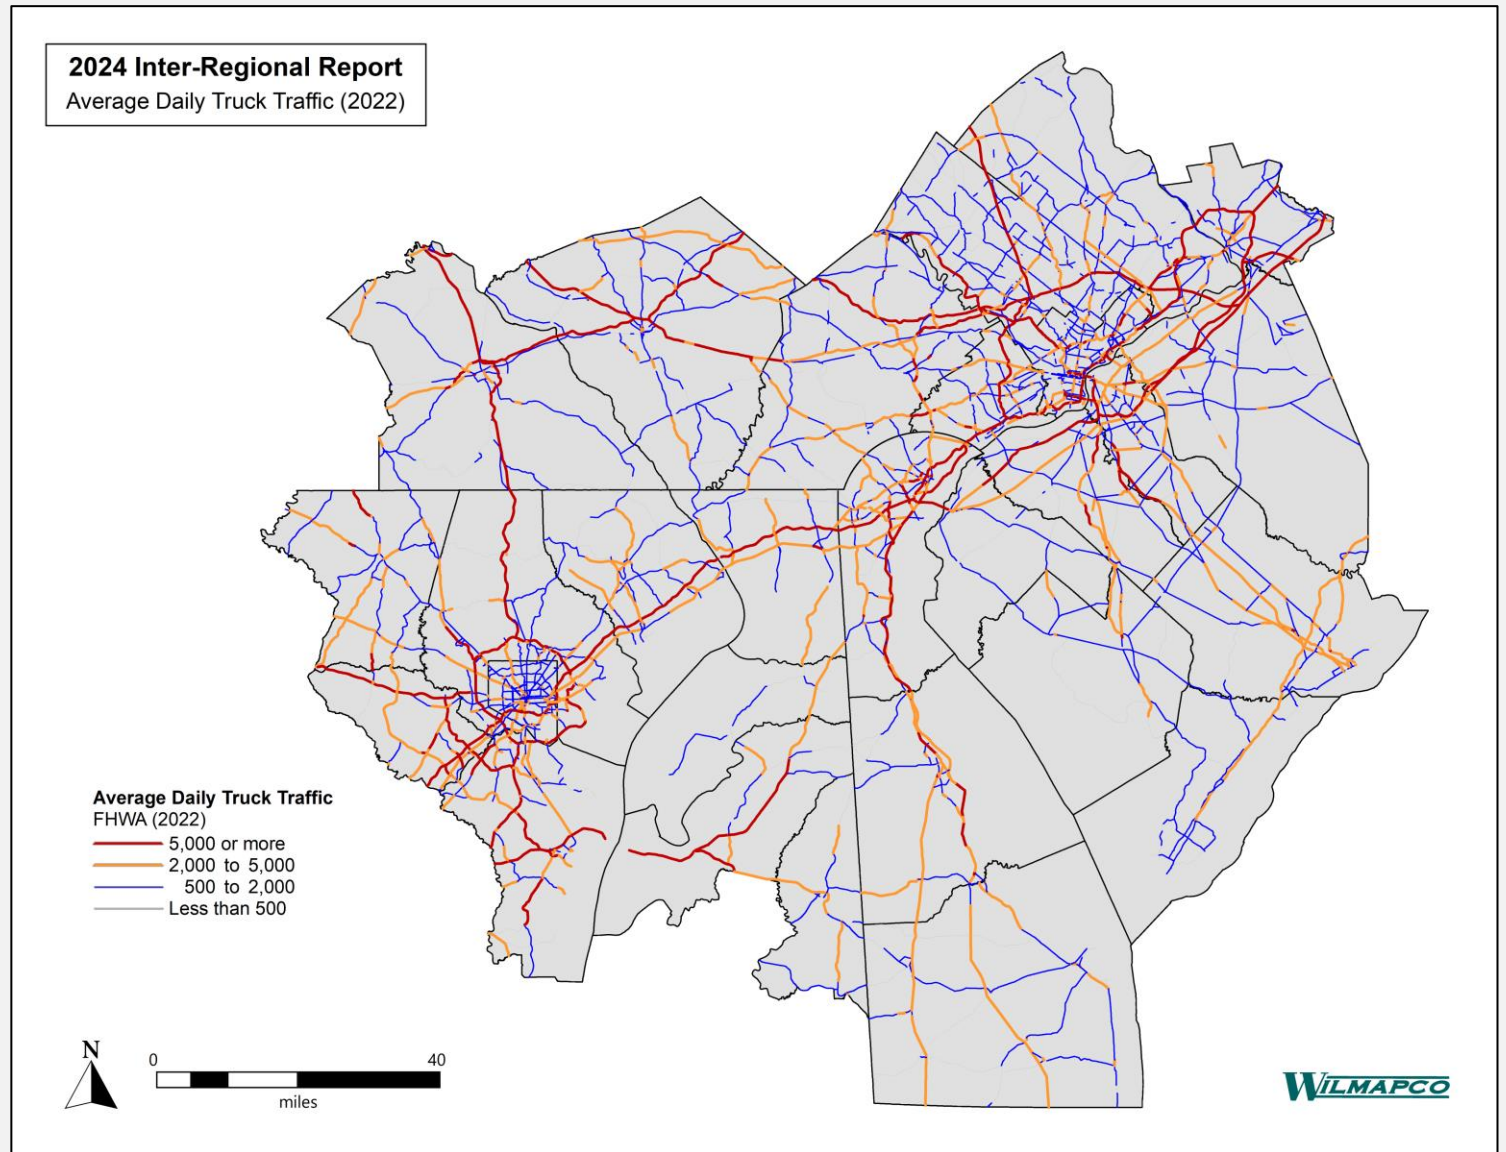 2024 Inter-Regional Report
Average Daily Truck Traffic (2022)
Average Daily Truck Traffic
FHWA (2022)
5,000 or more
2,000 to 5,000
500 to 2,000
Less than 500
N
0 40
miles
WILMAPCO